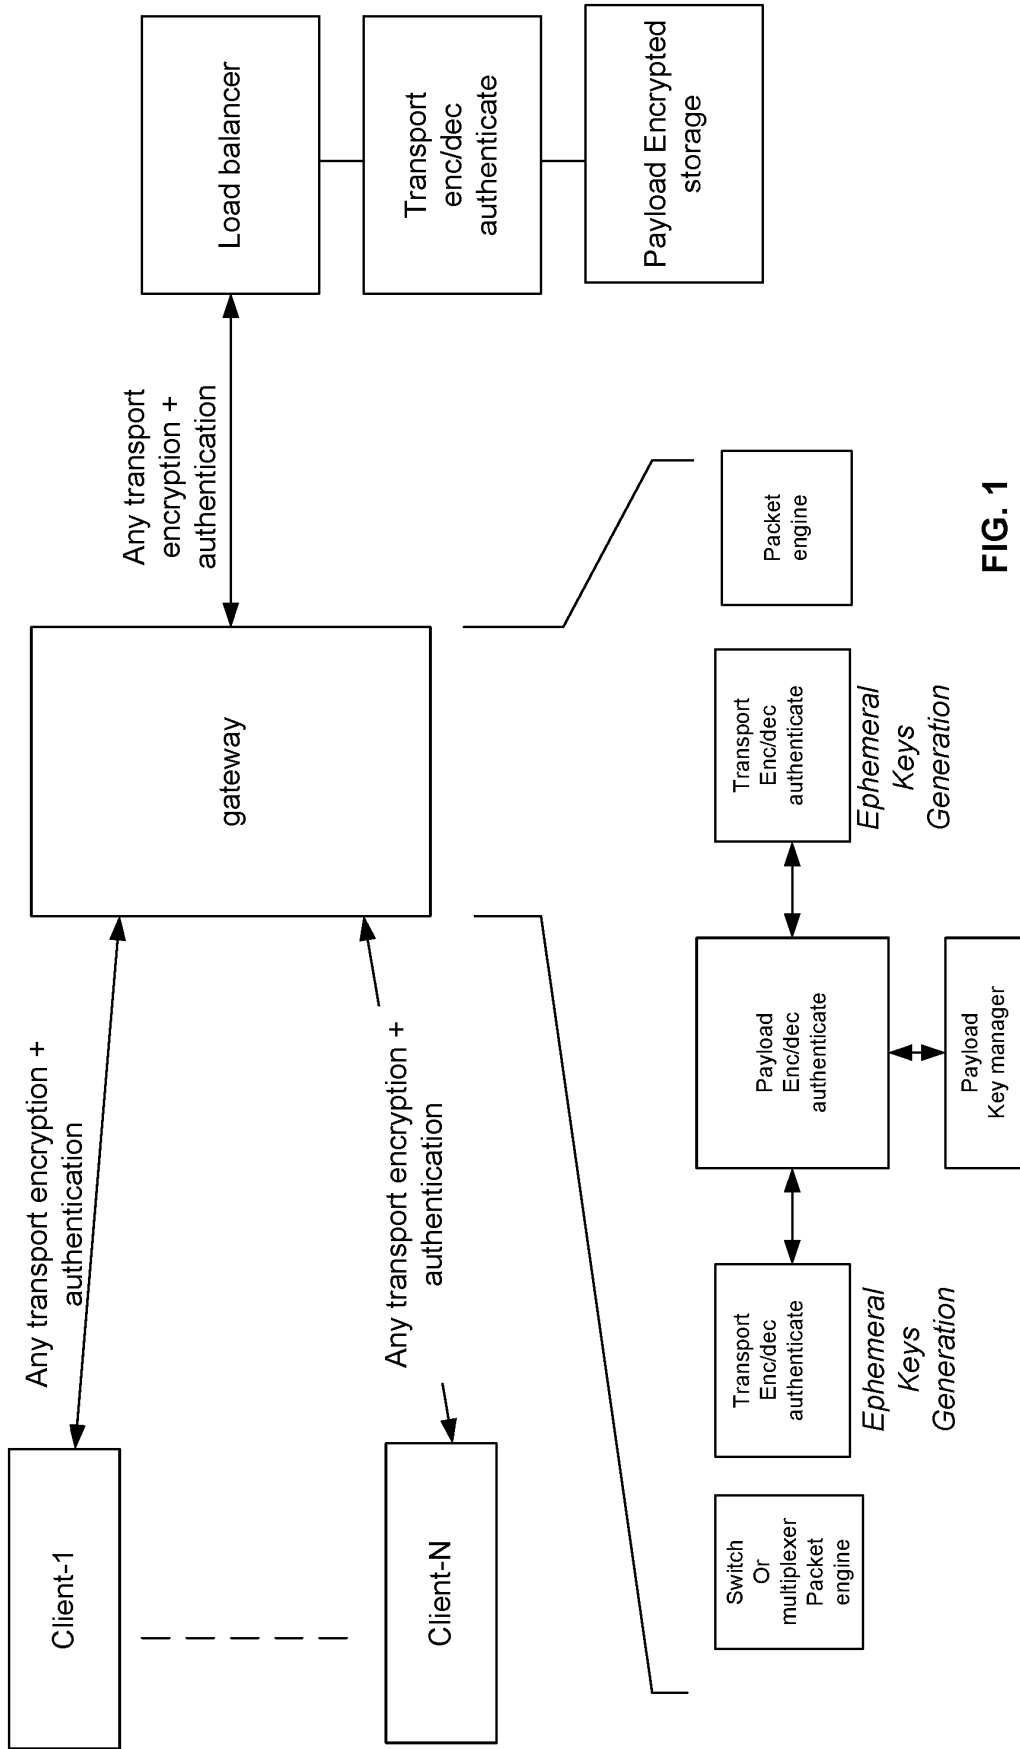 Client-1
Any transport encryption +
authentication
gateway
Any transport
encryption +
authentication
Load balancer
Client-N
Any transport encryption +
authentication
Transport
enc/dec
authenticate
Payload Encrypted
storage
Switch
Or
multiplexer
Packet
engine
Transport
Enc/dec
authenticate
Ephemeral
Keys
Generation
Payload
Enc/dec
authenticate
Payload
Key manager
Transport
Enc/dec
authenticate
Ephemeral
Keys
Generation
Packet
engine
FIG. 1